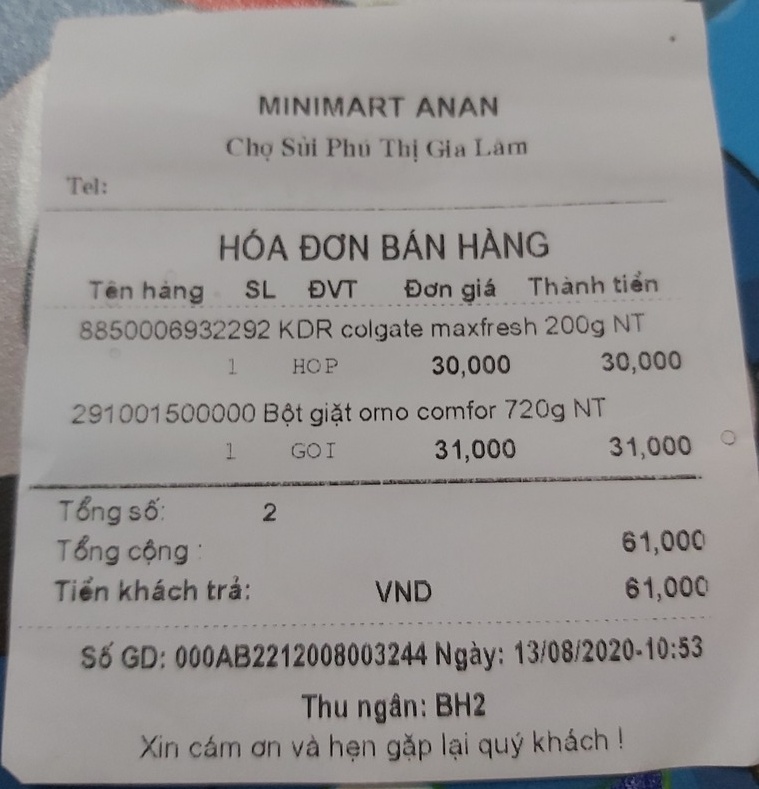 MINIMART ANAN
Chợ Sủi Phú Thị Gia Lâm
Tel:
HÓA ĐƠN BÁN HÀNG
Tên hàng SL ĐVT Đơn giá Thành tiền
8850006932292 KDR colgate maxfresh 200g NT
1 HOP 30,000 30,000
291001500000 Bột giặt omo comfor 720g NT
1 GOI 31,000 31,000
Tổng số: 2
Tổng cộng : 61,000
Tiền khách trả: VND 61,000
Số GD: 000AB2212008003244 Ngày: 13/08/2020-10:53
Thu ngân: BH2
Xin cám ơn và hẹn gặp lại quý khách !